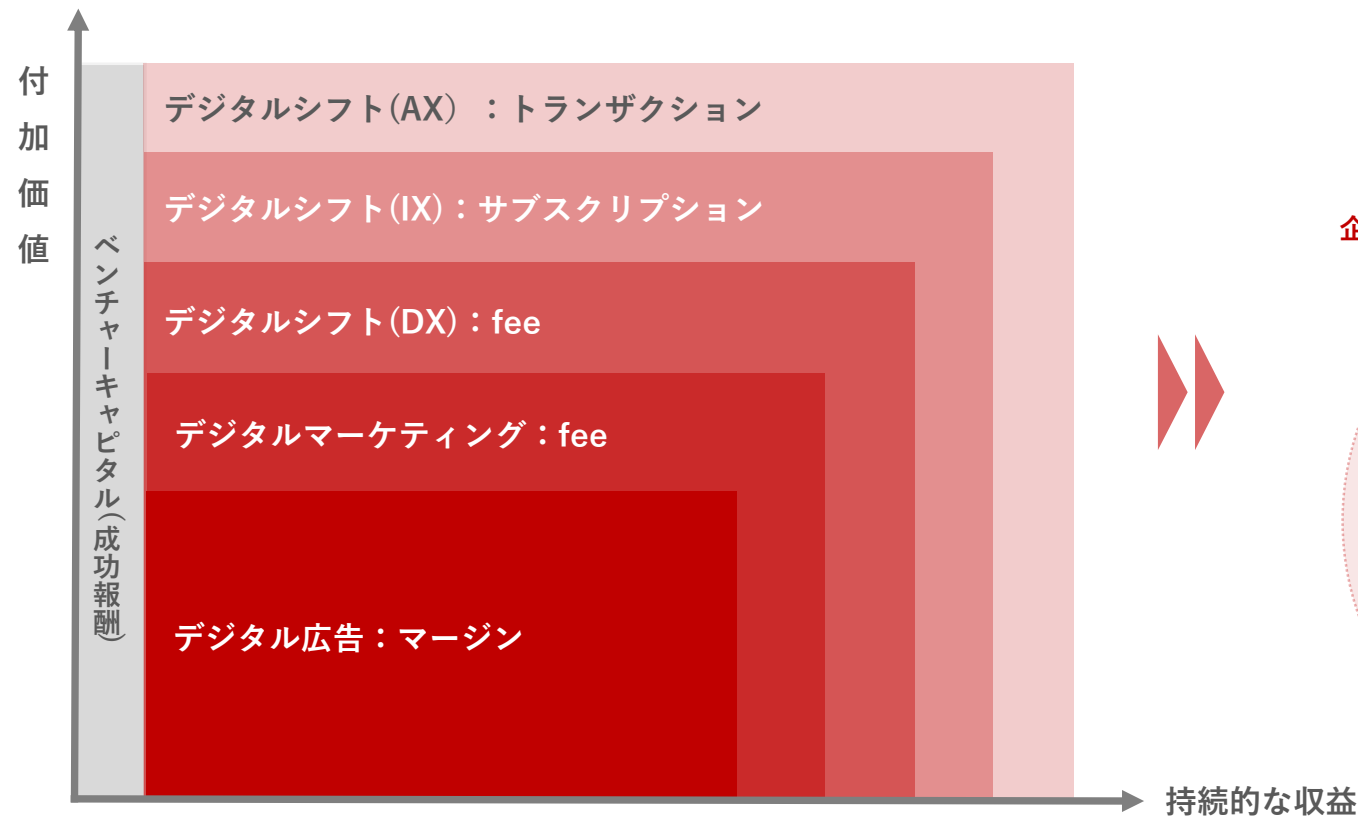 付加価値
デジタルシフト(AX) ：トランザクション
デジタルシフト(IX)：サブスクリプション
デジタルシフト(DX)：fee
デジタルマーケティング：fee
デジタル広告：マージン
ベンチャーキャピタル(成功報酬)
持続的な収益